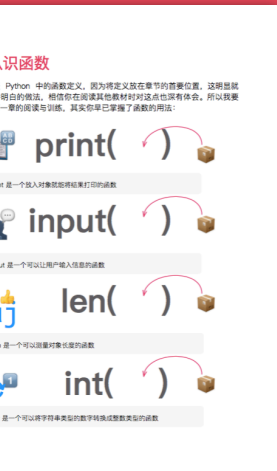 识函数
Python 中的函数定义，因为将定义放在章节的首要位置，这明显就
明白的做法。相信你在阅读其他教材时对这点也深有体会。所以我要
一章的阅读与训练。其实你早已掌握了函数的用法：
print( )
是一个放入对象就能将结果打印的函数
input( )
是一个可以让用户输入信息的函数
len( )
是一个可以测量对象长度的函数
int( )
是一个可以将字符串类型的数字转换成整数类型的函数